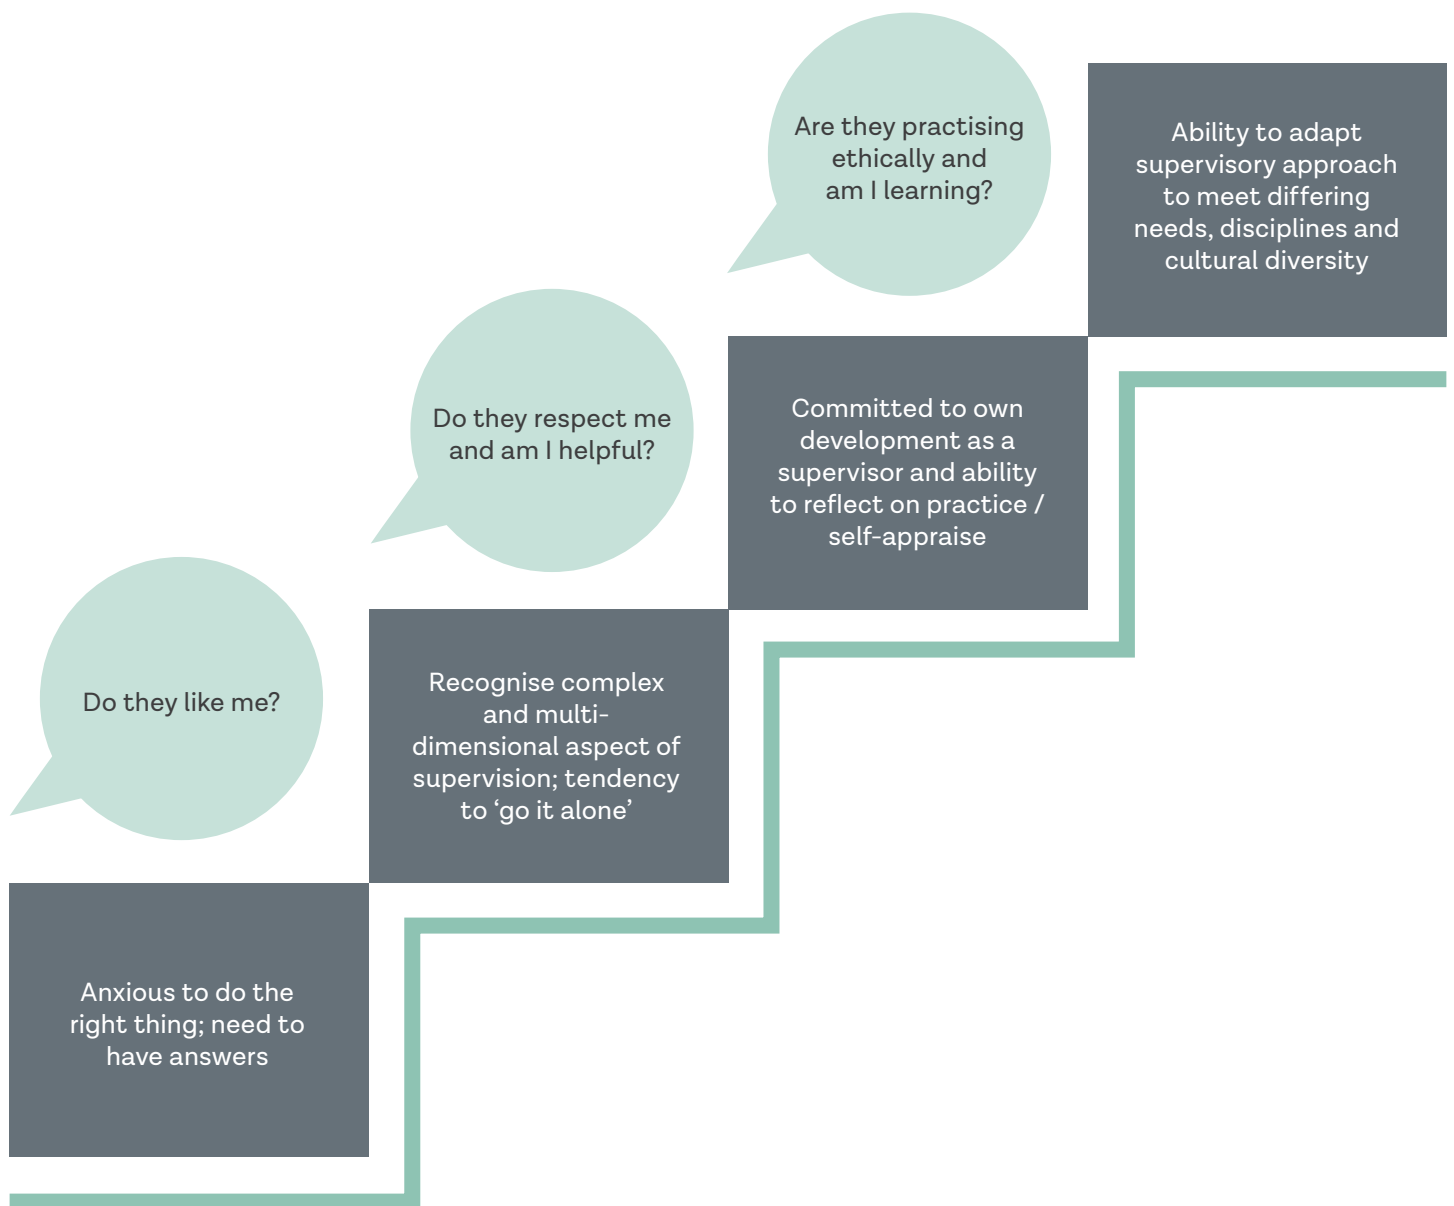 Are they practising
ethically and
am I learning?
Ability to adapt
supervisory approach
to meet differing
needs, disciplines and
cultural diversity
Do they respect me
and am I helpful?
Committed to own
development as a
supervisor and ability
to reflect on practice /
self-appraise
Do they like me?
Recognise complex
and multi-
dimensional aspect of
supervision; tendency
to ‘go it alone’
Anxious to do the
right thing; need to
have answers